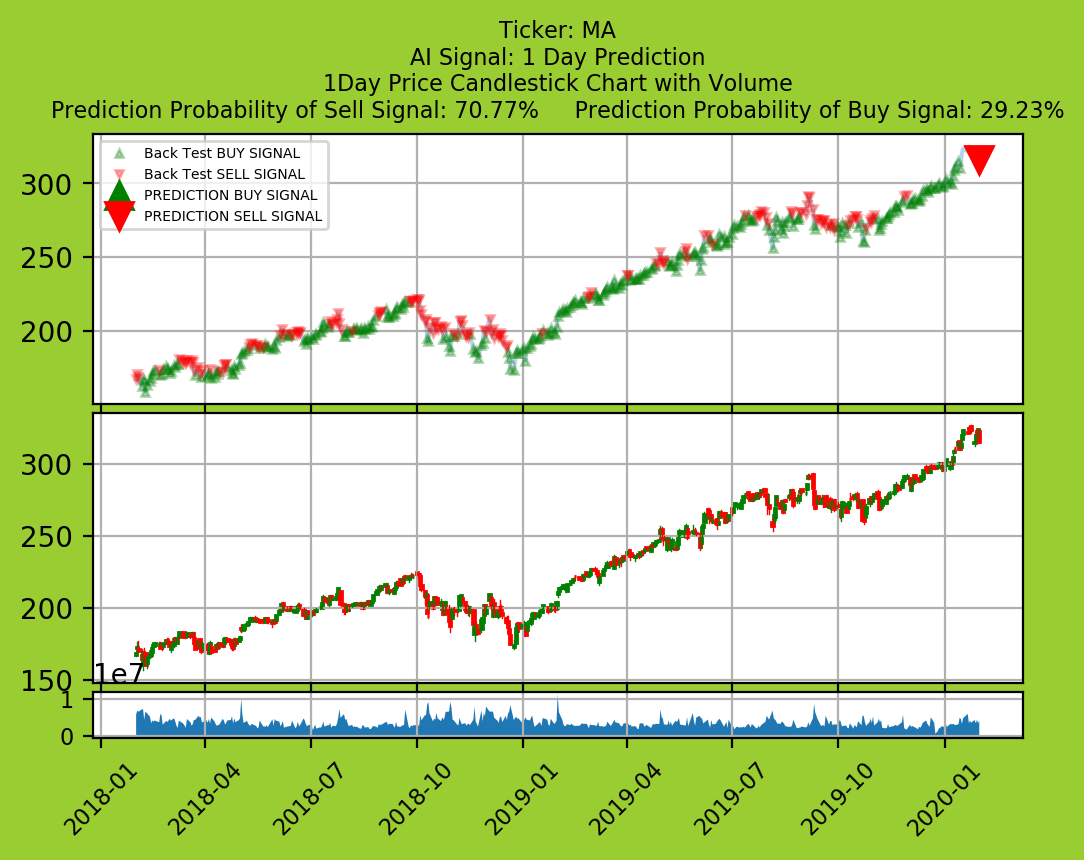 Ticker: MA
AI Signal: 1 Day Prediction
1Day Price Candlestick Chart with Volume
Prediction Probability of Sell Signal: 70.77% Prediction Probability of Buy Signal: 29.23%
Back Test BUY SIGNAL
Back Test SELL SIGNAL
PREDICTION BUY SIGNAL
PREDICTION SELL SIGNAL
300
250
200
300
250
200
150
1e7
1
0
2018-01 2018-04 2018-07 2018-10 2019-01 2019-04 2019-07 2019-10 2020-01